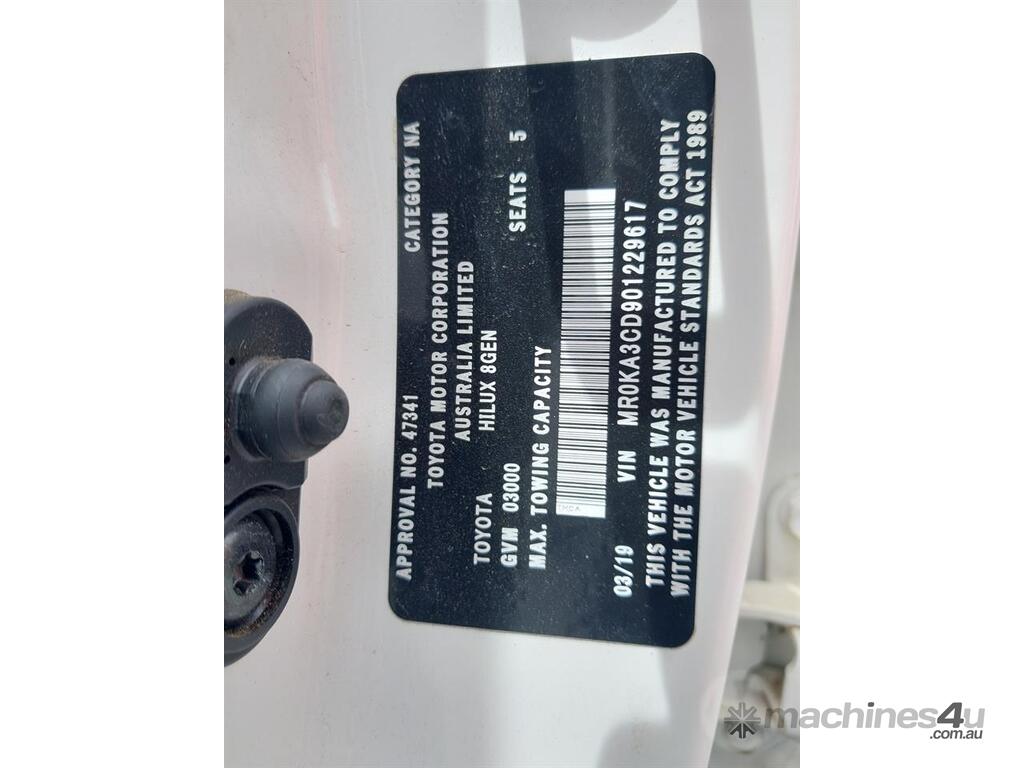 APPROVAL NO. 47341 CATEGORY NA
TOYOTA MOTOR CORPORATION
AUSTRALIA LIMITED
TOYOTA HILUX 8GEN
GVM 03000 SEATS 5
MAX. TOWING CAPACITY
TMCA
03/19 VIN MR0KA3CD901229617
THIS VEHICLE WAS MANUFACTURED TO COMPLY
WITH THE MOTOR VEHICLE STANDARDS ACT 1989
machines4u
.com.au